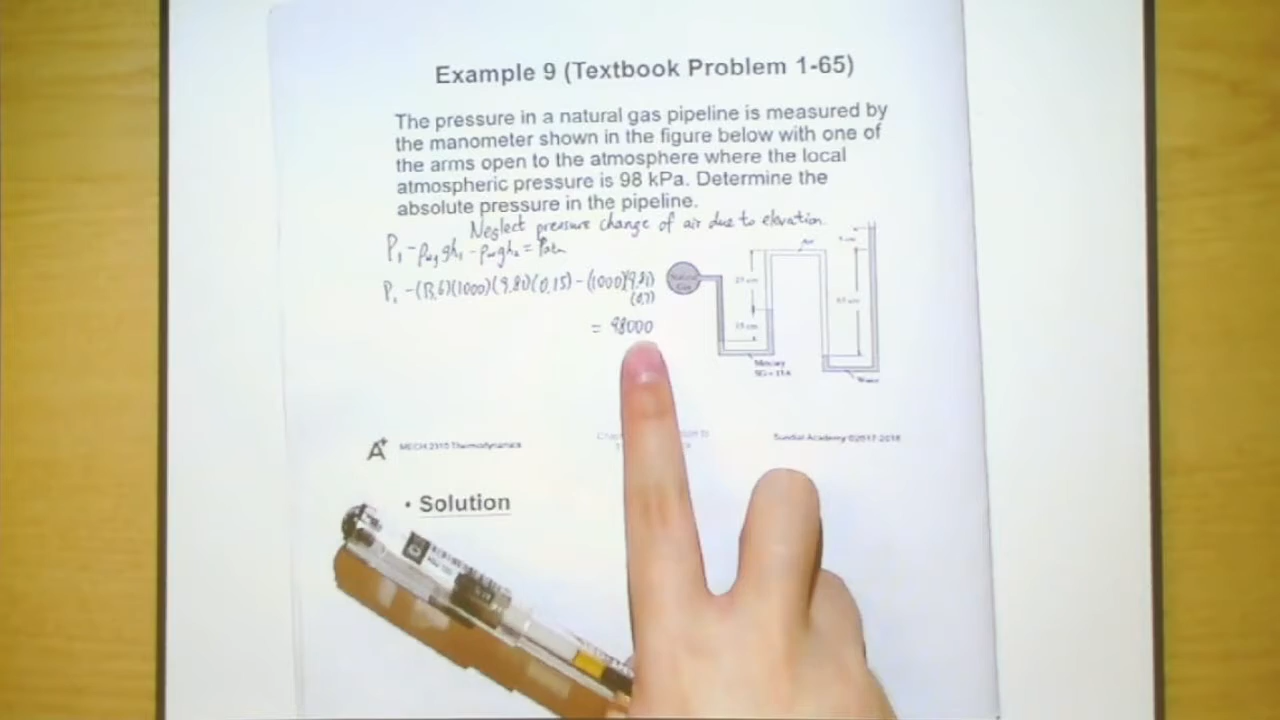 Example 9 (Textbook Problem 1-65)
The pressure in a natural gas pipeline is measured by
the manometer shown in the figure below with one of
the arms open to the atmosphere where the local
atmospheric pressure is 98 kPa. Determine the
absolute pressure in the pipeline.
Neglect pressure change of air due to elevation.
P₁ - ρHg gh₁ - ρw gh₂ = Patm
P₁ - (13.6)(1000)(9.81)(0.15) - (1000)(9.81)
(0.7)
= 98000
Natural
Gas
Air
25 cm
15 cm
Mercury
Water
MECH 2310 Thermodynamics
Sundial Academy ©2017-2018
• Solution